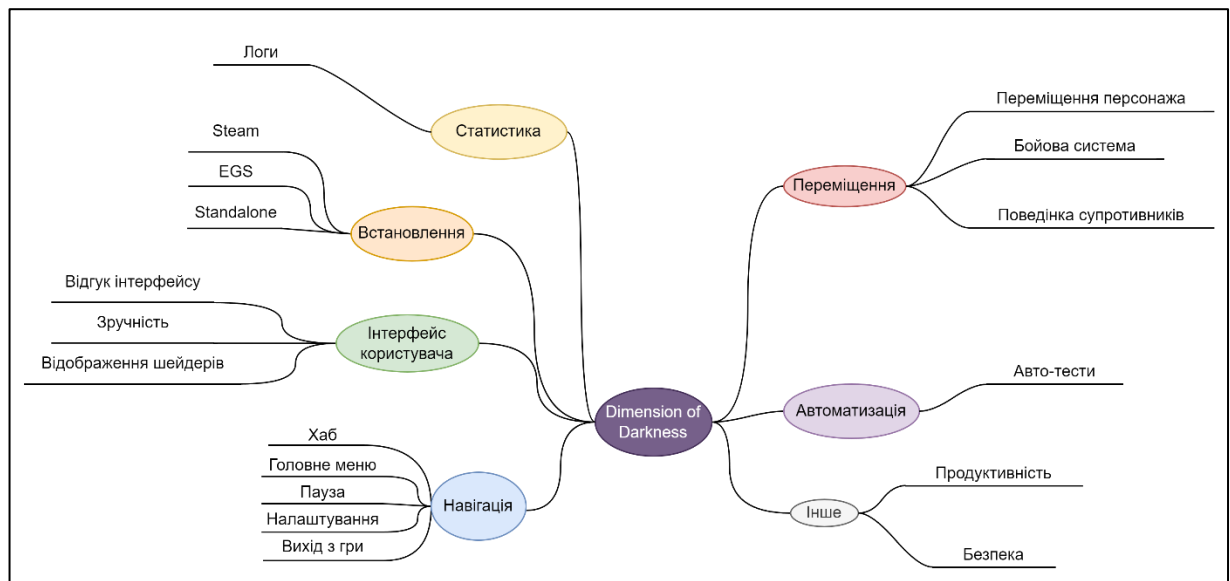 Логи
Статистика
Steam
EGS
Standalone
Встановлення
Відгук інтерфейсу
Зручність
Відображення шейдерів
Інтерфейс
користувача
Хаб
Головне меню
Пауза
Налаштування
Вихід з гри
Навігація
Dimension of
Darkness
Переміщення персонажа
Бойова система
Поведінка супротивників
Переміщення
Авто-тести
Автоматизація
Продуктивність
Інше
Безпека